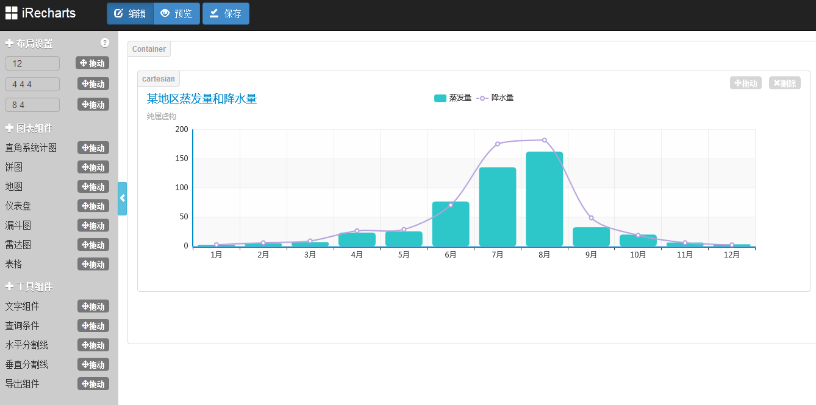 iRecharts
编辑
预览
保存
布局设置
12
拖动
4 4 4
拖动
8 4
拖动
图表组件
直角系统计图
拖动
饼图
拖动
地图
拖动
仪表盘
拖动
漏斗图
拖动
雷达图
拖动
表格
拖动
工具组件
文字组件
拖动
查询条件
拖动
水平分割线
拖动
垂直分割线
拖动
导出组件
拖动
Container
cartesian
拖动
删除
某地区蒸发量和降水量
纯属虚构
蒸发量
降水量
200
150
100
50
0
1月 2月 3月 4月 5月 6月 7月 8月 9月 10月 11月 12月